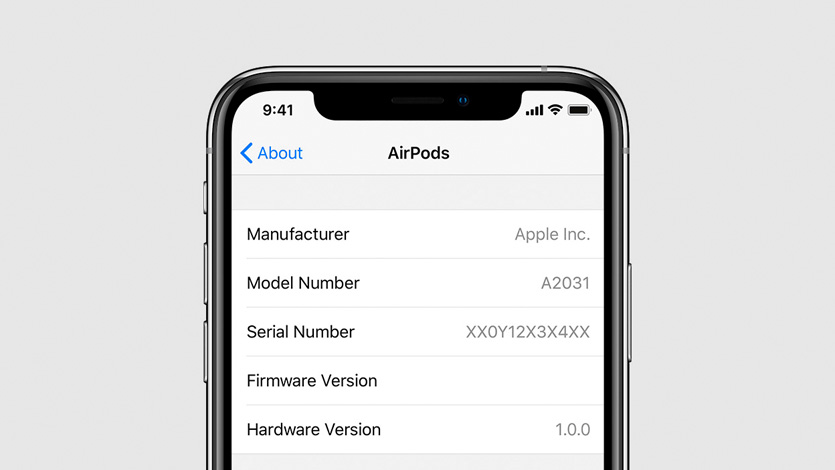 9:41
About
AirPods
Manufacturer Apple Inc.
Model Number A2031
Serial Number XX0Y12X3X4XX
Firmware Version
Hardware Version 1.0.0